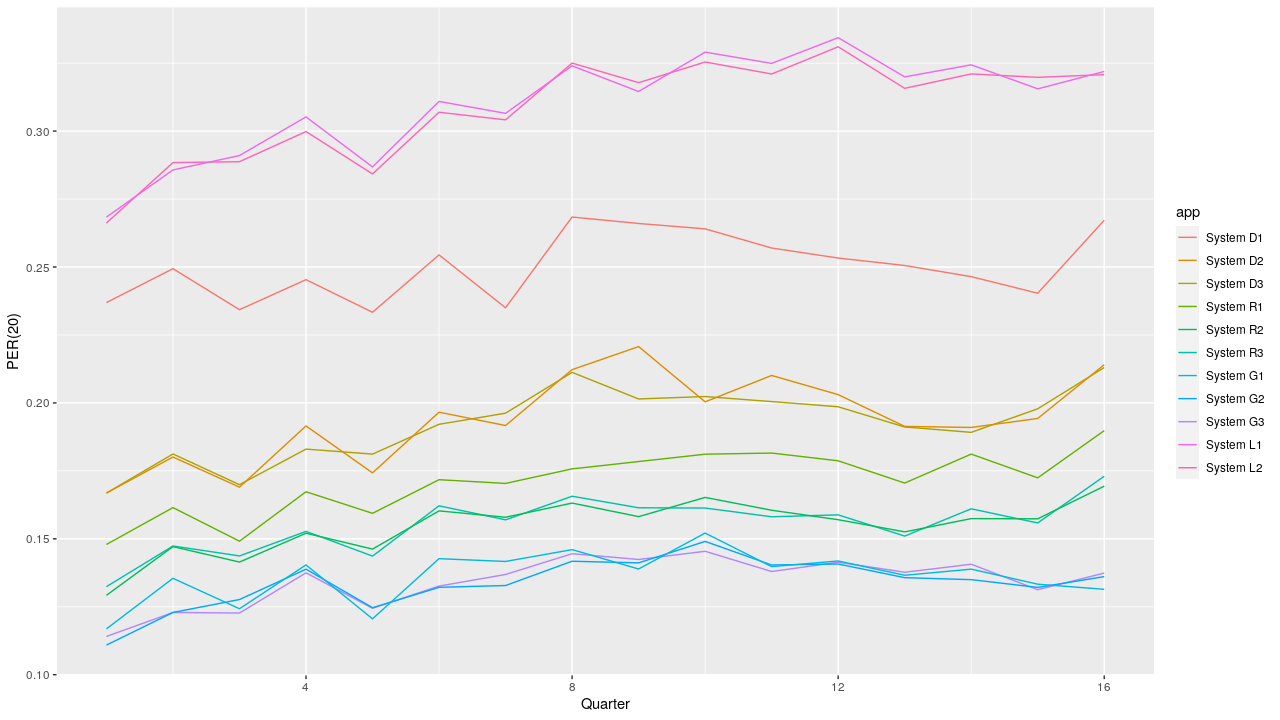 PER(20)
0.30
0.25
0.20
0.15
0.10
4
8
12
16
Quarter
app
System D1
System D2
System D3
System R1
System R2
System R3
System G1
System G2
System G3
System L1
System L2